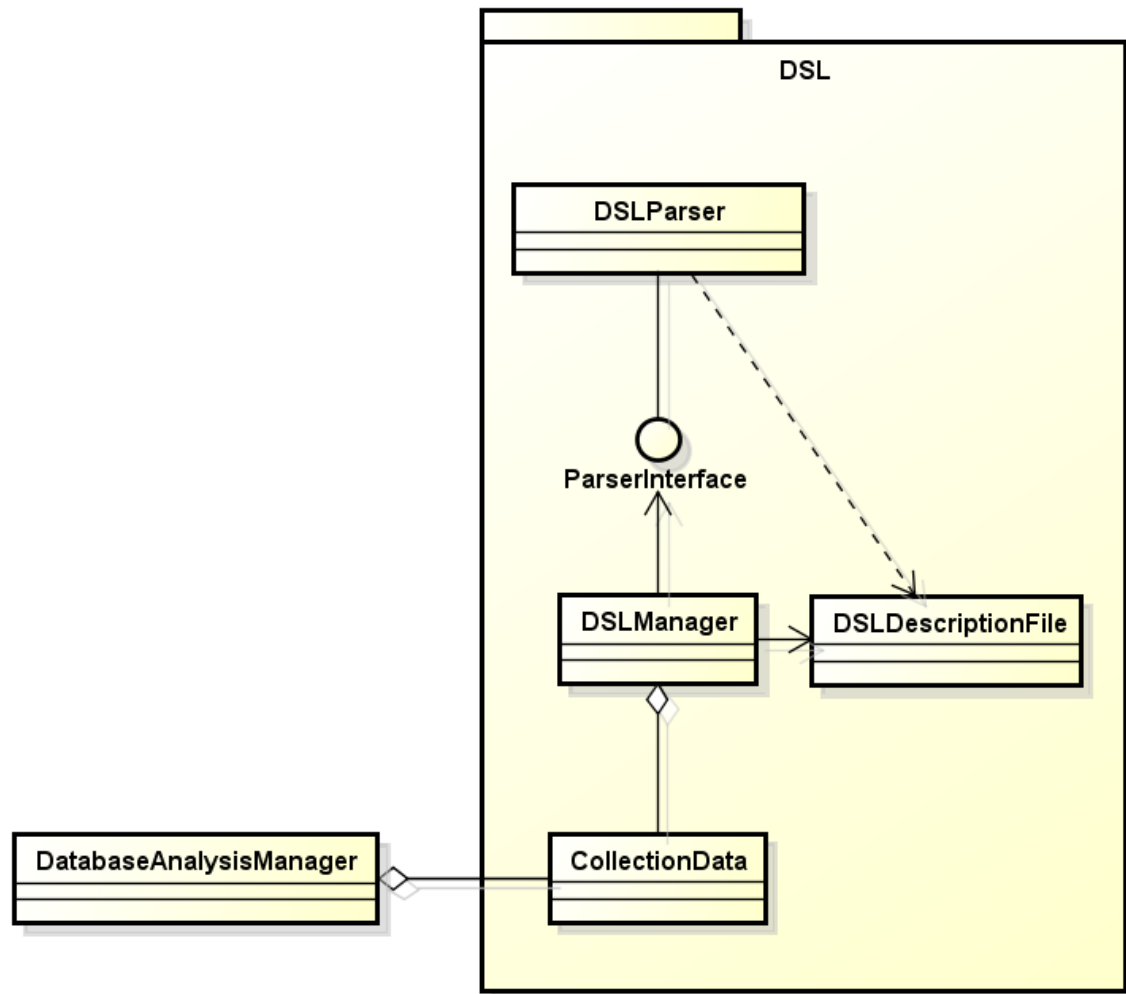 DSL
DSLParser
ParserInterface
DSLManager
DSLDescriptionFile
DatabaseAnalysisManager
CollectionData